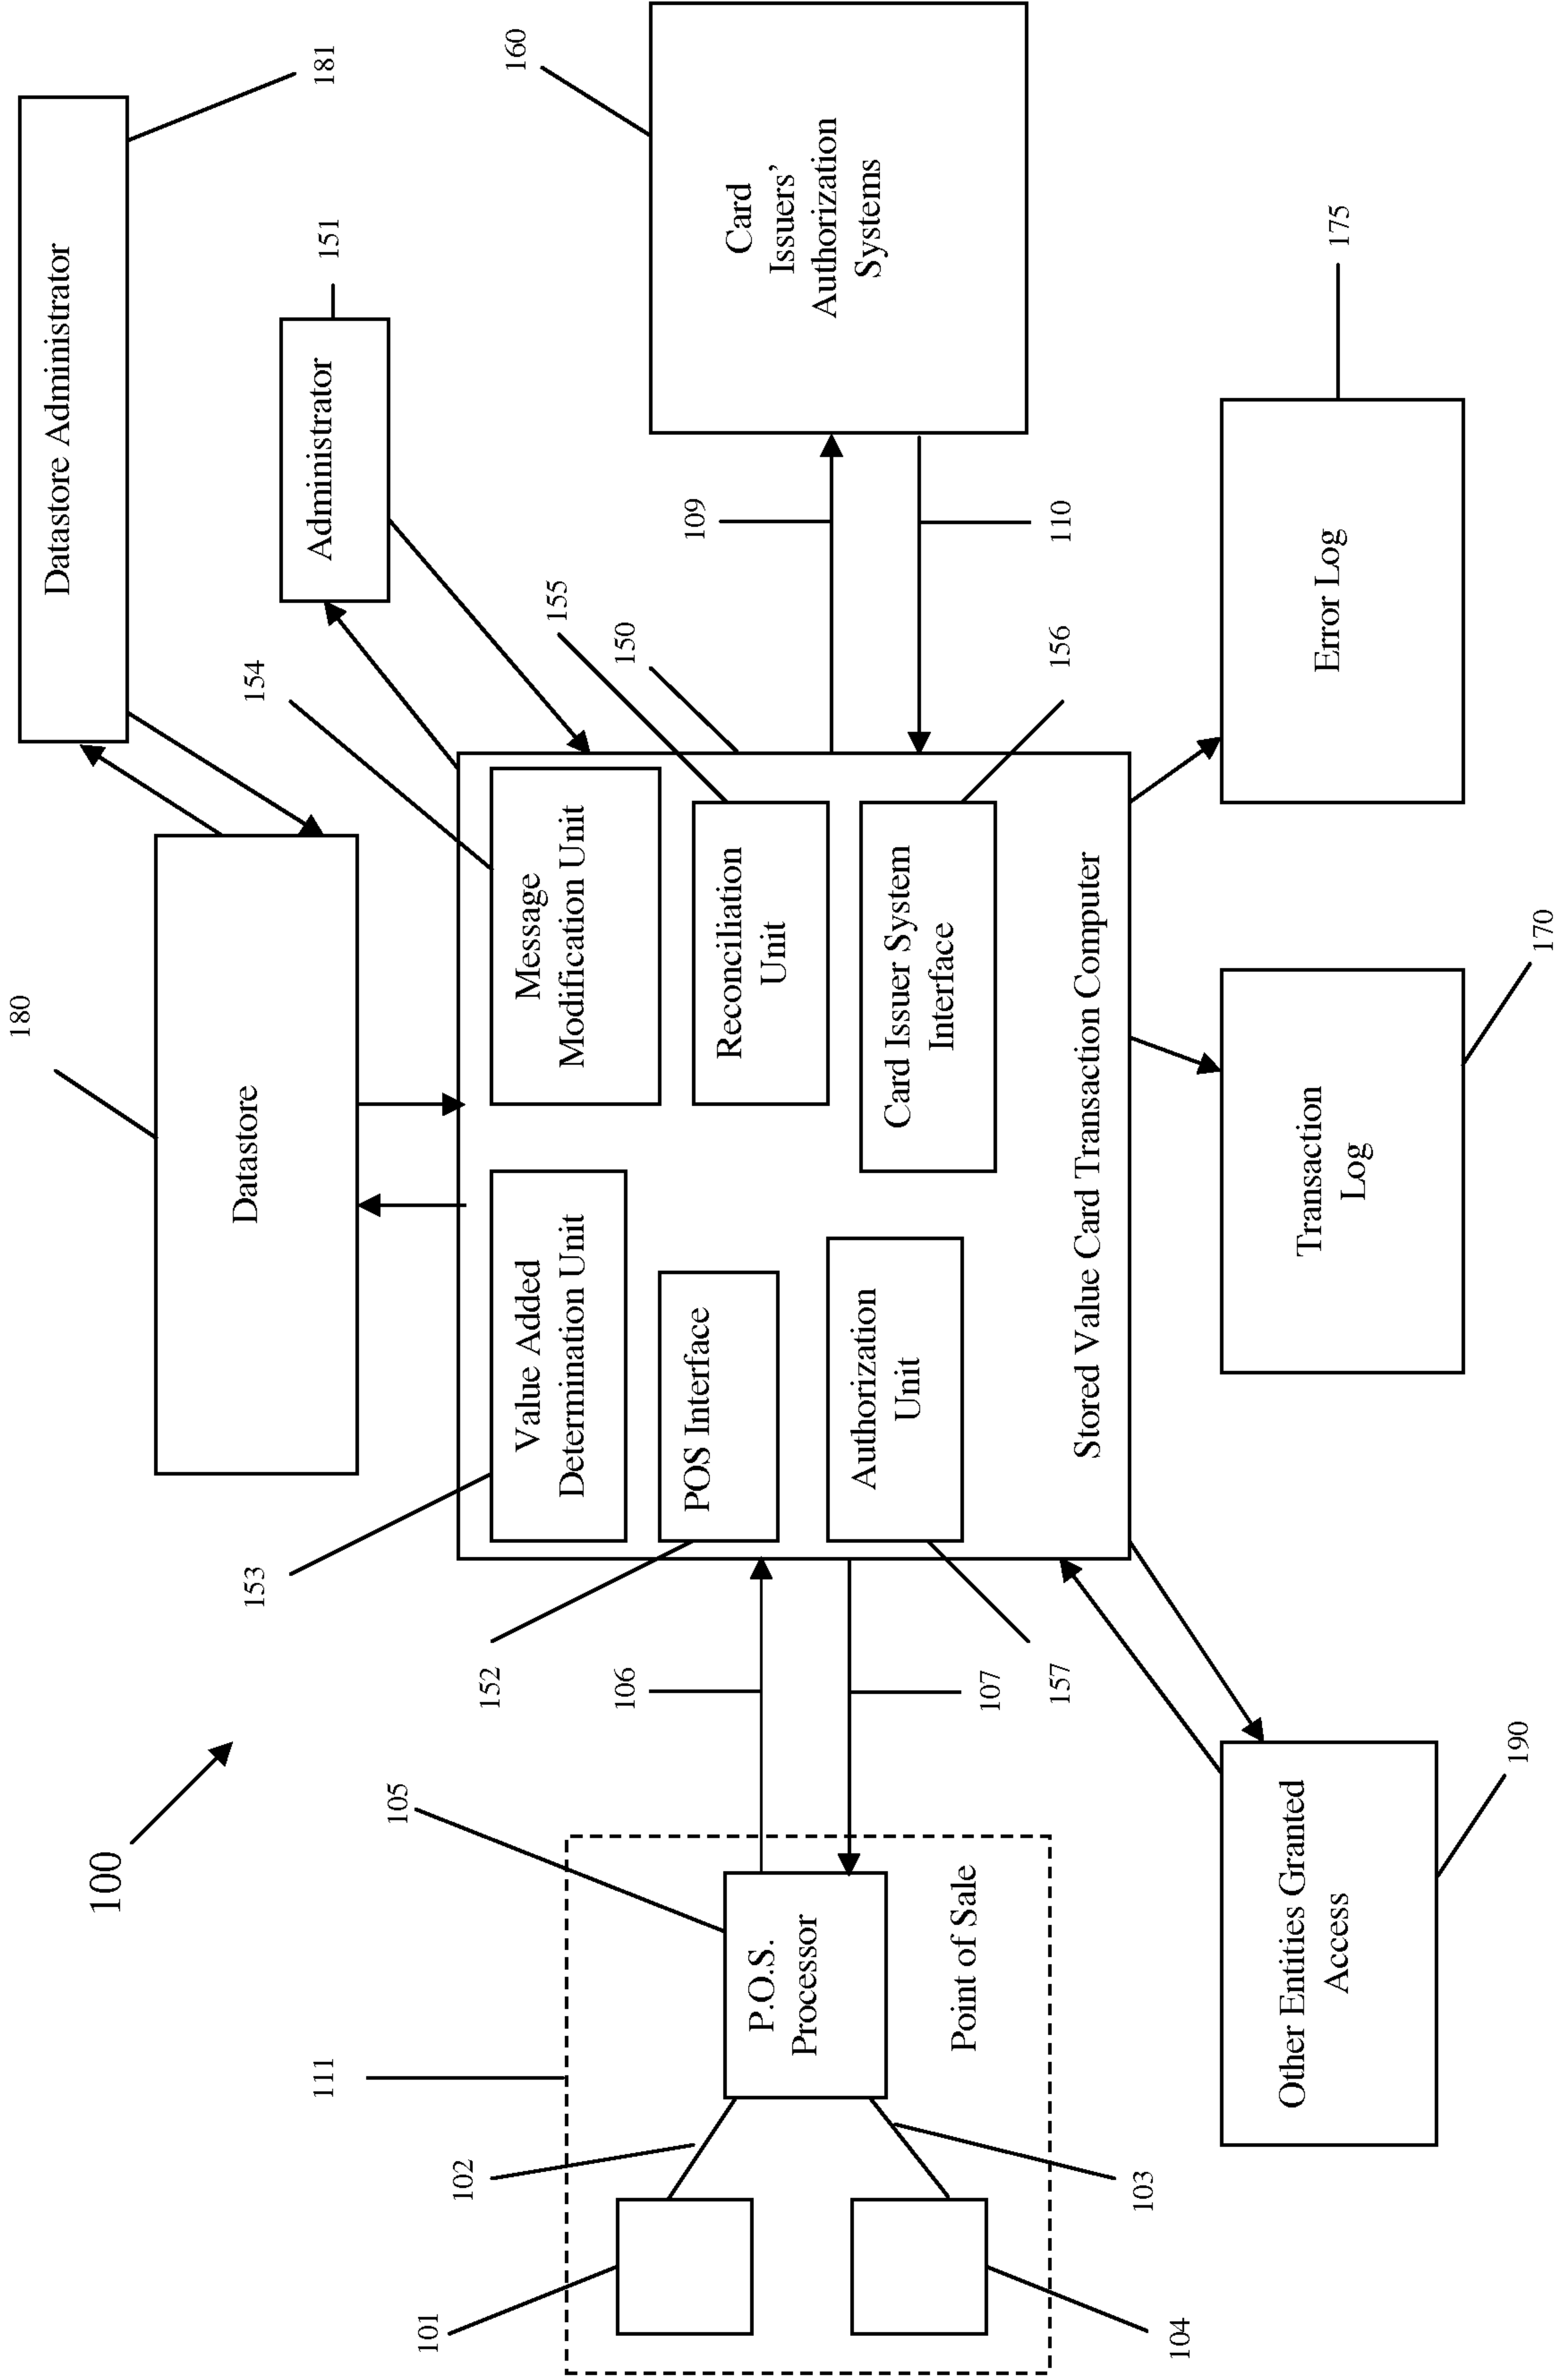 100
180
Datastore
Datastore Administrator
181
Administrator
151
153
154
155
150
Value Added
Determination Unit
Message
Modification Unit
152
POS Interface
Reconciliation
Unit
Authorization
Unit
Card Issuer System
Interface
156
157
Stored Value Card Transaction Computer
106
107
109
110
160
Card
Issuers’
Authorization
Systems
111
105
102
101
P.O.S.
Processor
Point of Sale
103
104
Other Entities Granted
Access
190
Transaction
Log
170
Error Log
175